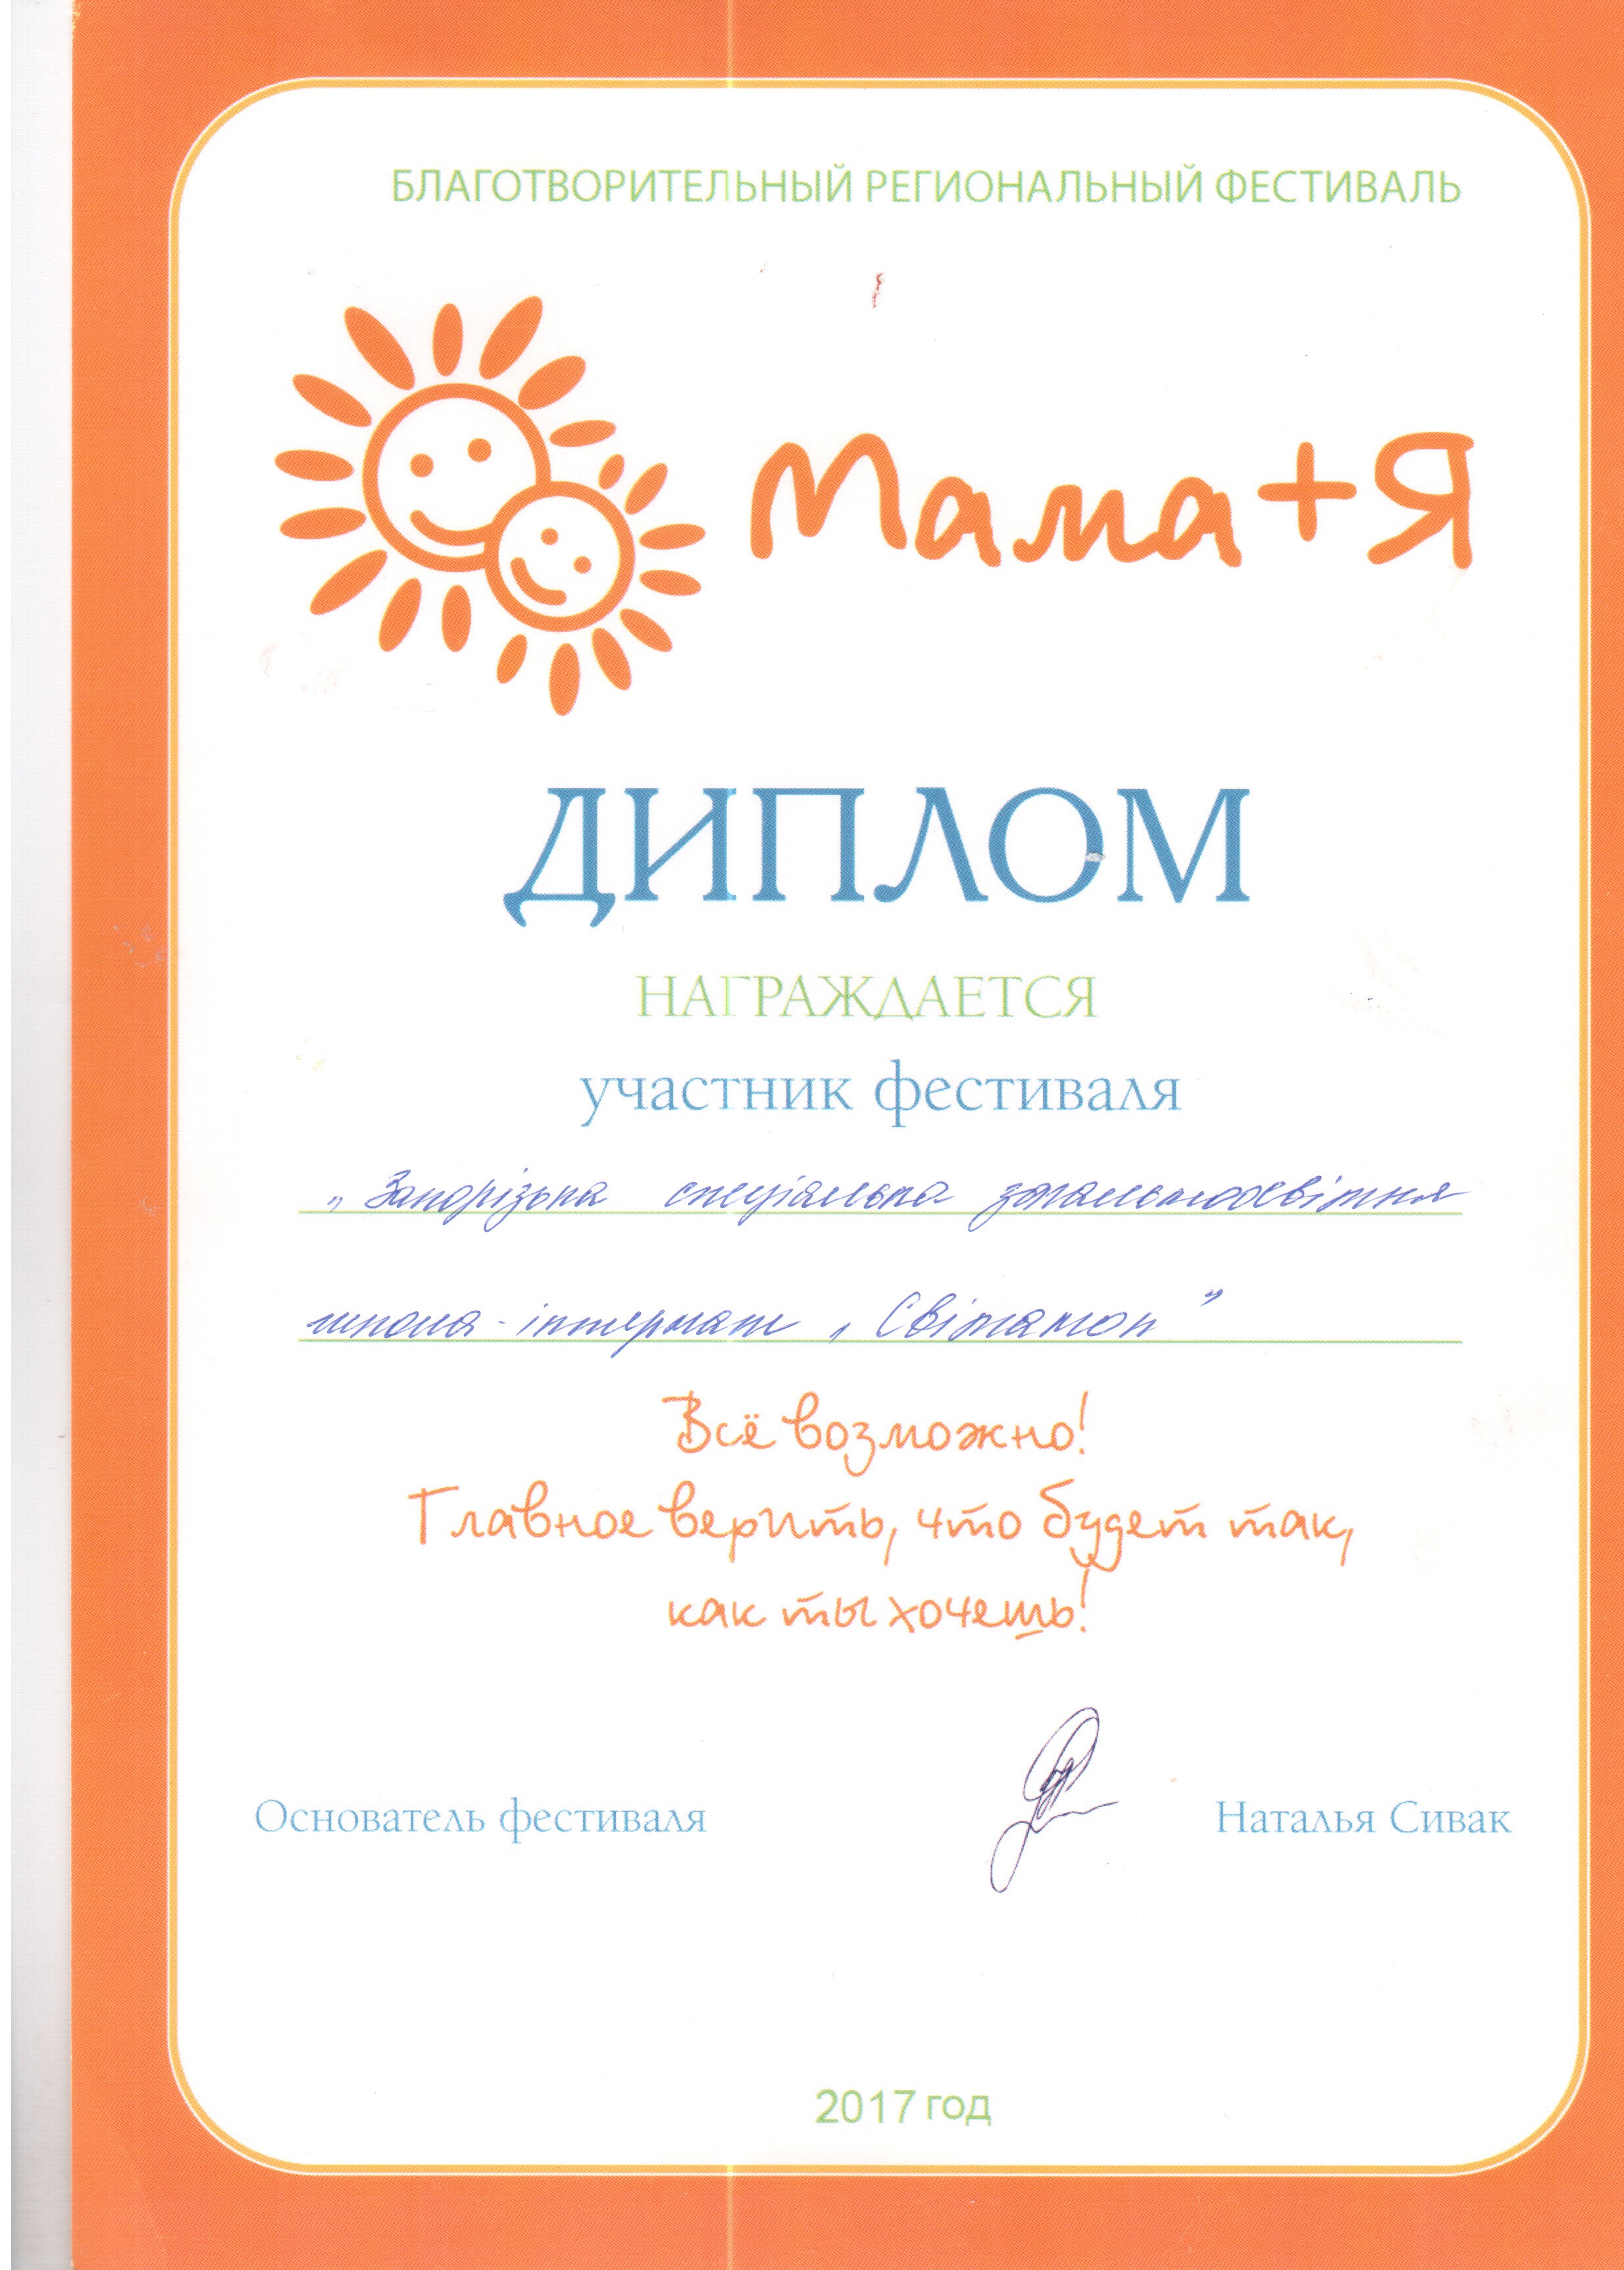 БЛАГОТВОРИТЕЛЬНЫЙ РЕГИОНАЛЬНЫЙ ФЕСТИВАЛЬ
Мама+Я
ДИПЛОМ
НАГРАЖДАЕТСЯ
участник фестиваля
„Запорізька спеціальна загальноосвітня
школа-інтернат „Світанок”
Всё возможно!
Главное верить, что будет так,
как ты хочешь!
Основатель фестиваля Наталья Сивак
2017 год